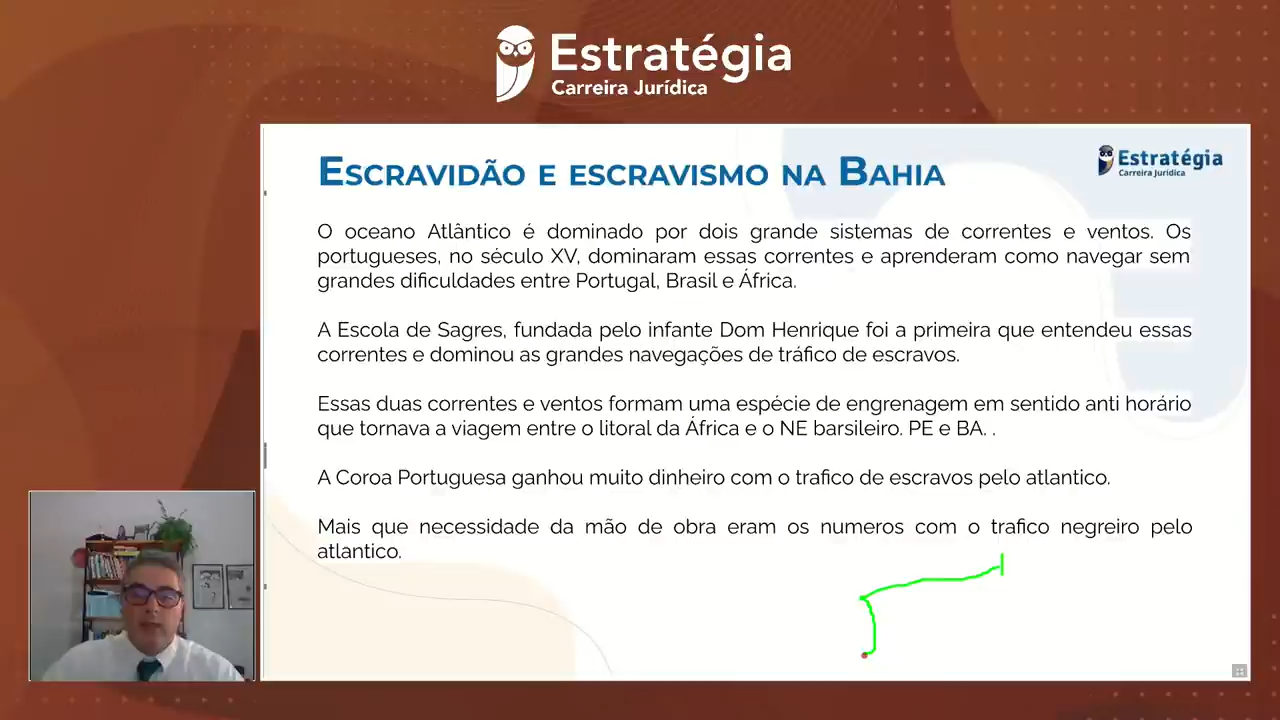 Estratégia
Carreira Jurídica
ESCRAVIDÃO E ESCRAVISMO NA BAHIA
Estratégia
Carreira Jurídica
O oceano Atlântico é dominado por dois grande sistemas de correntes e ventos. Os
portugueses, no século XV, dominaram essas correntes e aprenderam como navegar sem
grandes dificuldades entre Portugal, Brasil e África.
A Escola de Sagres, fundada pelo infante Dom Henrique foi a primeira que entendeu essas
correntes e dominou as grandes navegações de tráfico de escravos.
Essas duas correntes e ventos formam uma espécie de engrenagem em sentido anti horário
que tornava a viagem entre o litoral da África e o NE barsileiro. PE e BA. .
A Coroa Portuguesa ganhou muito dinheiro com o trafico de escravos pelo atlantico.
Mais que necessidade da mão de obra eram os numeros com o trafico negreiro pelo
atlantico.